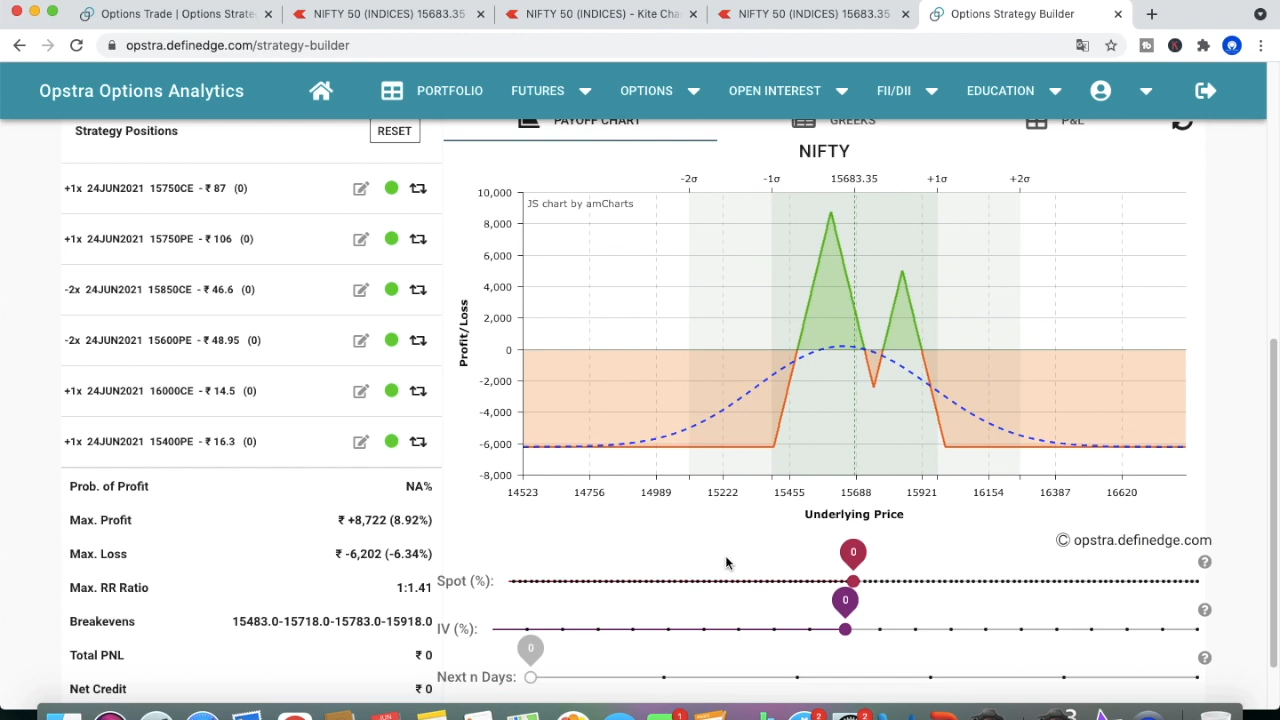 Options Trade | Options Strate
NIFTY 50 (INDICES) 15683.35
NIFTY 50 (INDICES) - Kite Cha
NIFTY 50 (INDICES) 15683.35
Options Strategy Builder
opstra.definedge.com/strategy-builder
Opstra Options Analytics
PORTFOLIO
FUTURES
OPTIONS
OPEN INTEREST
FII/DII
EDUCATION
Strategy Positions
RESET
PAYOFF CHART
GREEKS
P&L
NIFTY
+1x 24JUN2021 15750CE - ₹ 87 (0)
+1x 24JUN2021 15750PE - ₹ 106 (0)
-2x 24JUN2021 15850CE - ₹ 46.6 (0)
-2x 24JUN2021 15600PE - ₹ 48.95 (0)
+1x 24JUN2021 16000CE - ₹ 14.5 (0)
+1x 24JUN2021 15400PE - ₹ 16.3 (0)
Prob. of Profit NA%
Max. Profit ₹ +8,722 (8.92%)
Max. Loss ₹ -6,202 (-6.34%)
Max. RR Ratio 1:1.41
Breakevens 15483.0-15718.0-15783.0-15918.0
Total PNL ₹ 0
Net Credit ₹ 0
-2σ -1σ 15683.35 +1σ +2σ
JS chart by amCharts
10,000
8,000
6,000
4,000
2,000
0
-2,000
-4,000
-6,000
-8,000
Profit/Loss
14523 14756 14989 15222 15455 15688 15921 16154 16387 16620
Underlying Price
© opstra.definedge.com
0
Spot (%):
0
IV (%):
0
Next n Days:
?
?
?
JUN
1
2
2
3